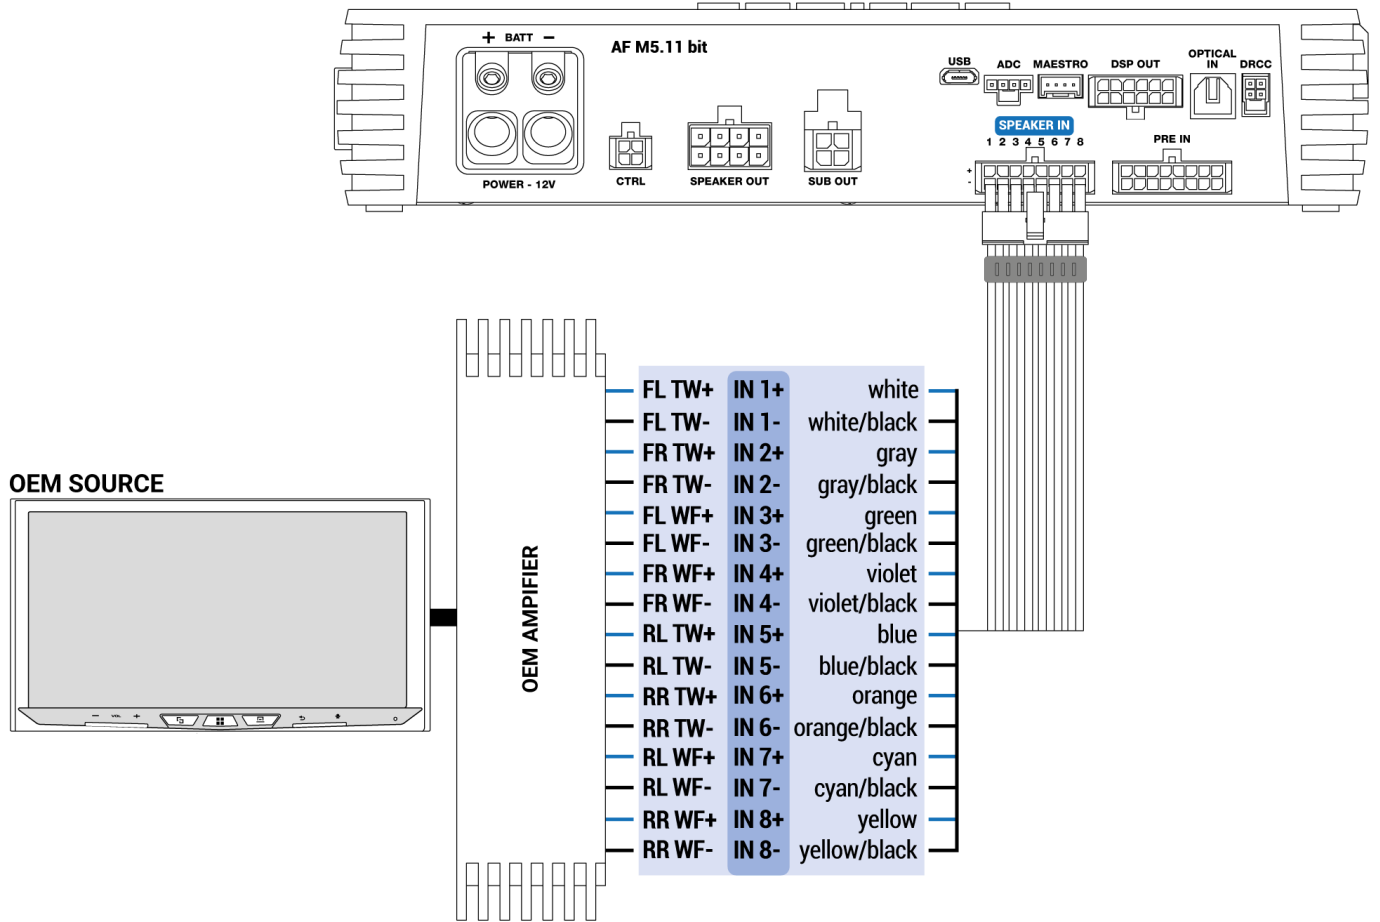 + BATT −
AF M5.11 bit
USB
ADC
MAESTRO
DSP OUT
OPTICAL
IN
DRCC
SPEAKER IN
1 2 3 4 5 6 7 8
+
-
PRE IN
POWER - 12V
CTRL
SPEAKER OUT
SUB OUT
OEM SOURCE
− VOL +
OEM AMPIFIER
FL TW+ IN 1+ white
FL TW- IN 1- white/black
FR TW+ IN 2+ gray
FR TW- IN 2- gray/black
FL WF+ IN 3+ green
FL WF- IN 3- green/black
FR WF+ IN 4+ violet
FR WF- IN 4- violet/black
RL TW+ IN 5+ blue
RL TW- IN 5- blue/black
RR TW+ IN 6+ orange
RR TW- IN 6- orange/black
RL WF+ IN 7+ cyan
RL WF- IN 7- cyan/black
RR WF+ IN 8+ yellow
RR WF- IN 8- yellow/black